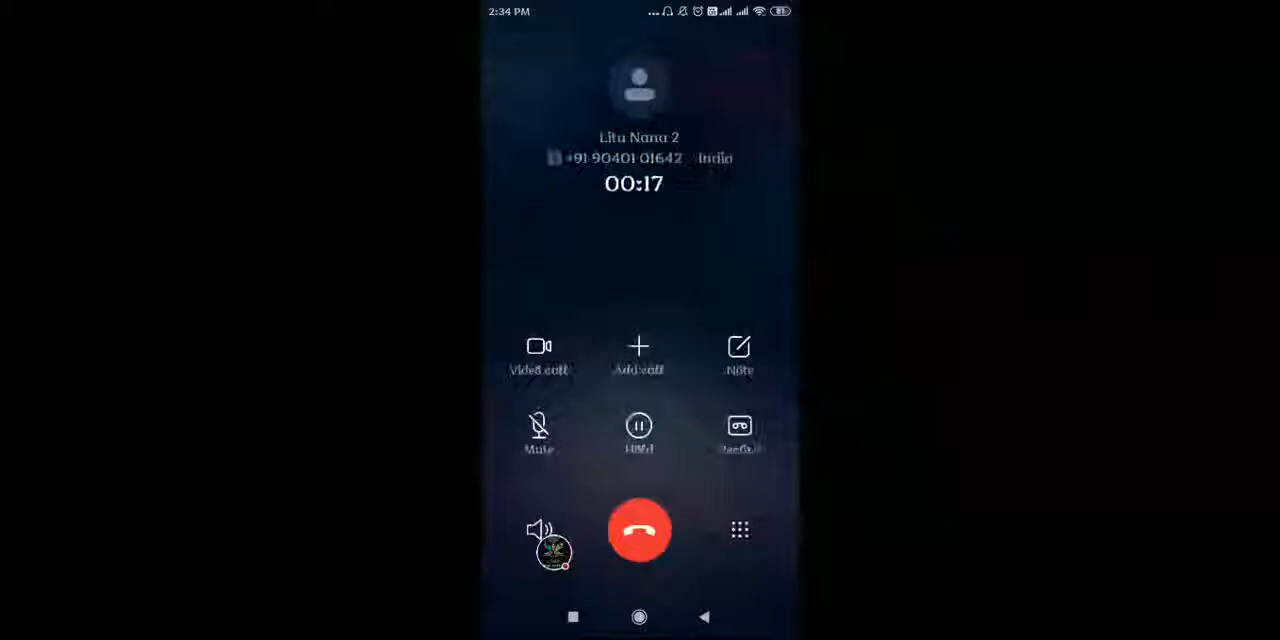 2:34 PM
81
Litu Nana 2
+91 90401 01642 India
00:17
Video call
Add call
Note
Mute
Hold